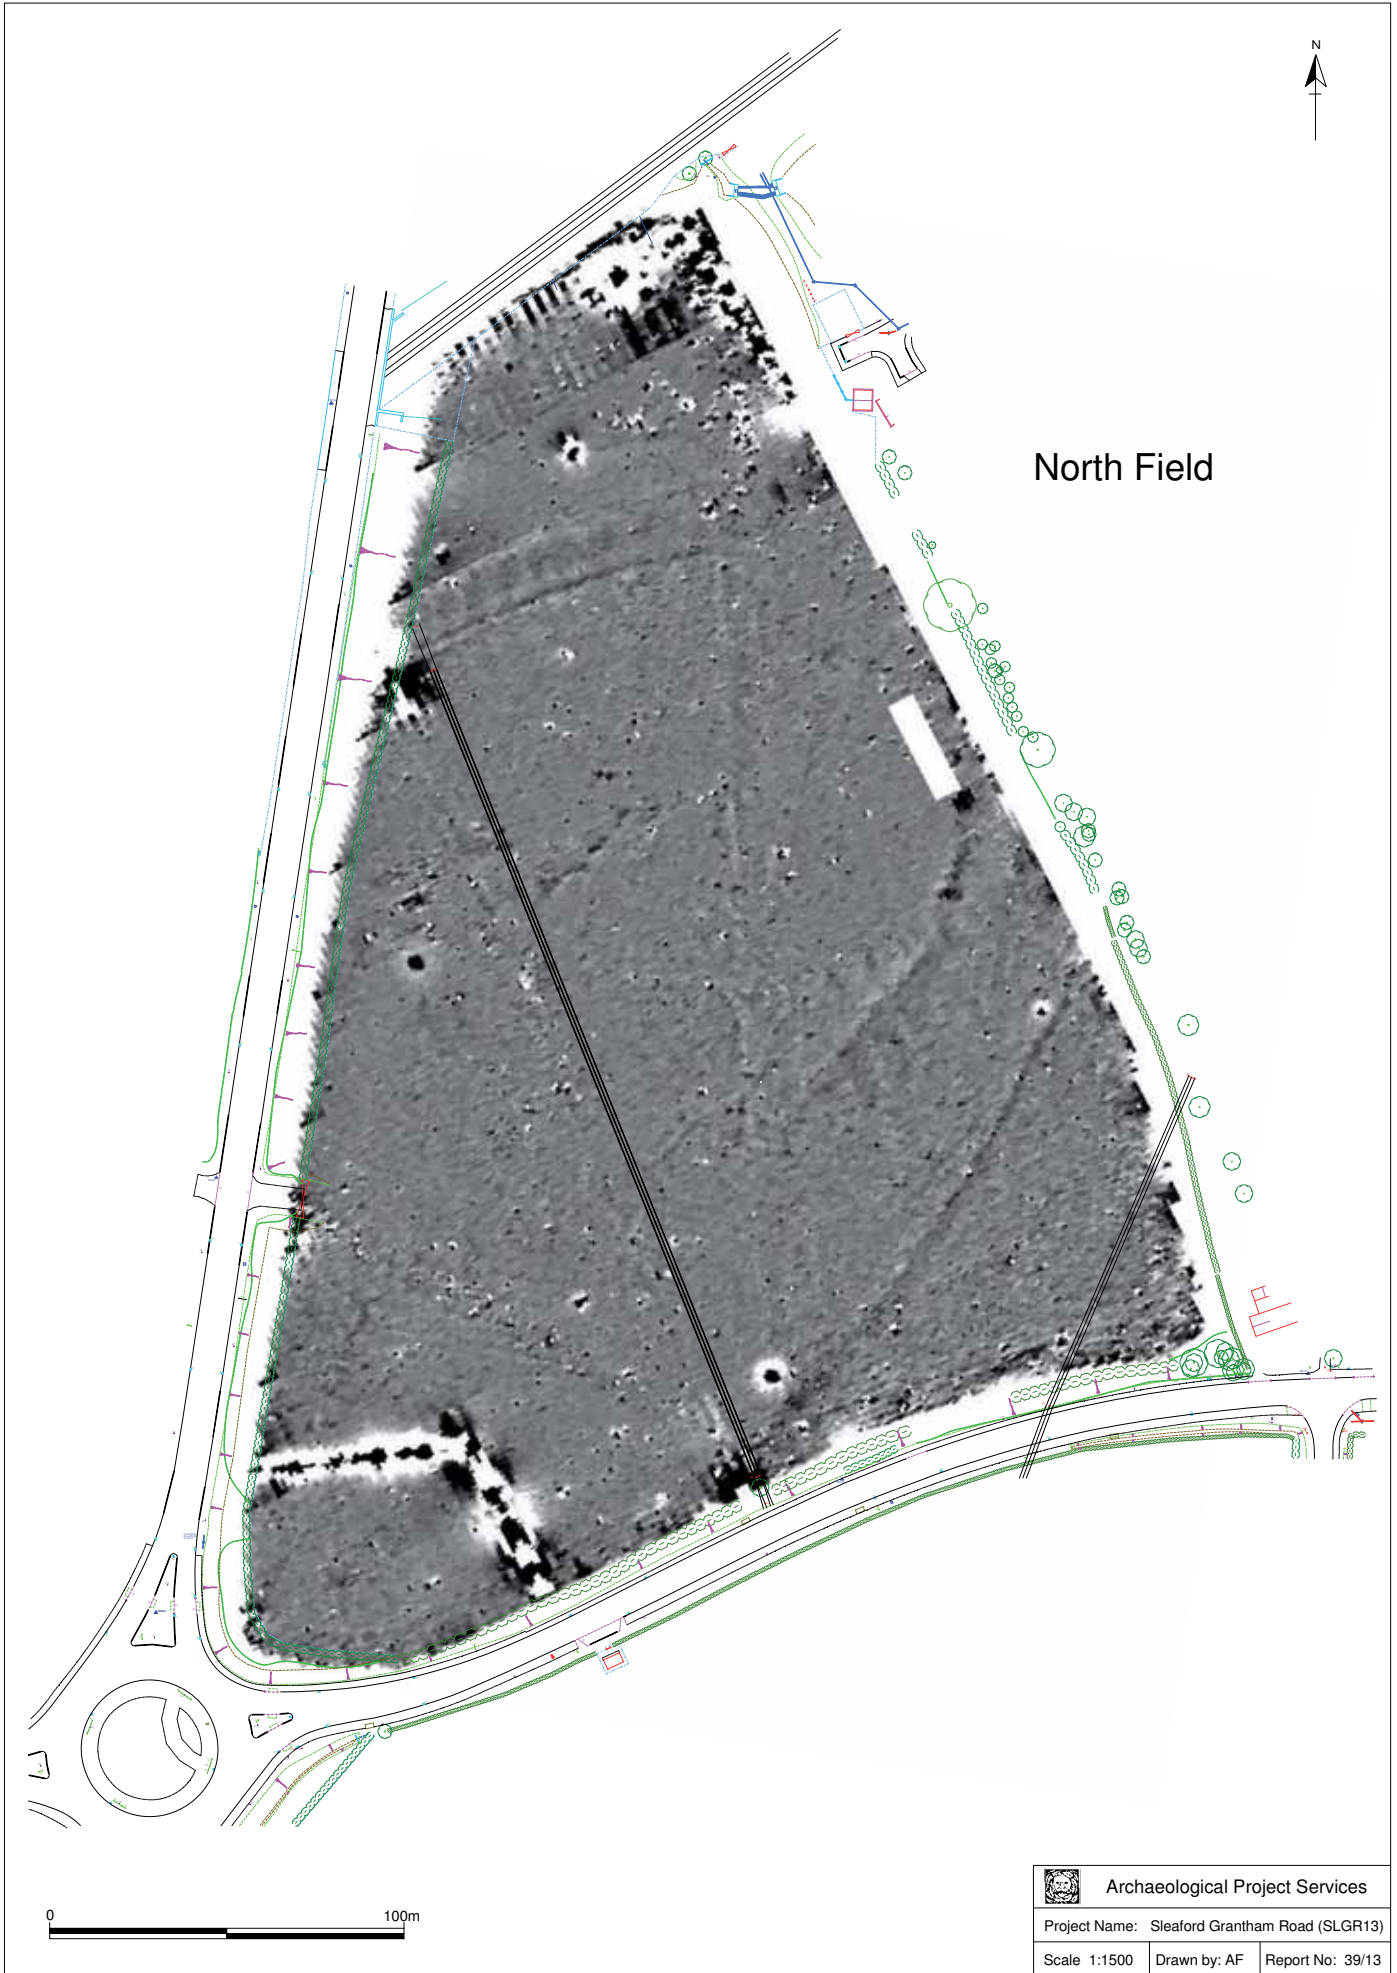 N
North Field
0 100m
Archaeological Project Services
Project Name: Sleaford Grantham Road (SLGR13)
Scale 1:1500 Drawn by: AF Report No: 39/13